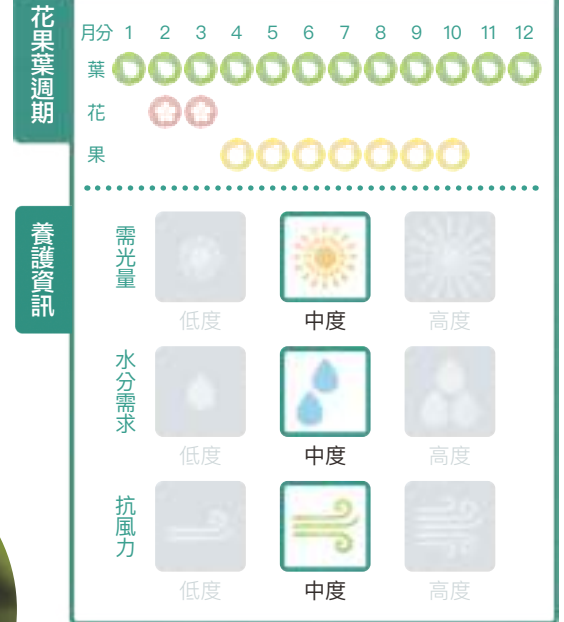 花果葉週期
月分 1 2 3 4 5 6 7 8 9 10 11 12
葉
花
果
養護資訊
需光量
低度 中度 高度
水分需求
低度 中度 高度
抗風力
低度 中度 高度